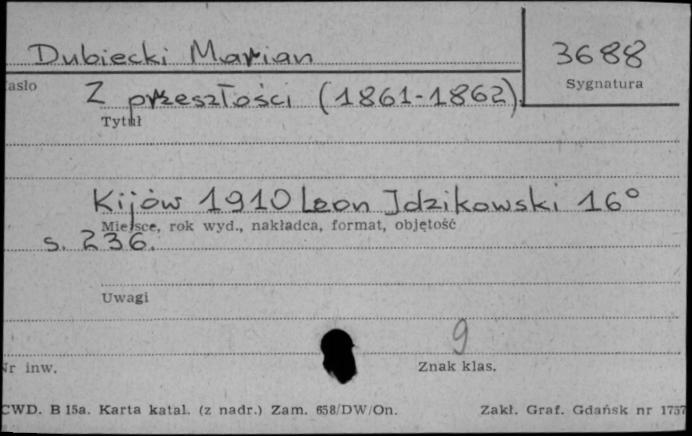 Dubiecki Marian 3688
asło Sygnatura
Z przeszłości (1861-1862).
Tytuł
Kijów 1910 Leon Idzikowski 16°
Miejsce, rok wyd., nakładca, format, objętość
s. 236.
Uwagi
9
Nr inw. Znak klas.
CWD. B 15a. Karta katal. (z nadr.) Zam. 658/DW/On. Zakł. Graf. Gdańsk nr 1757